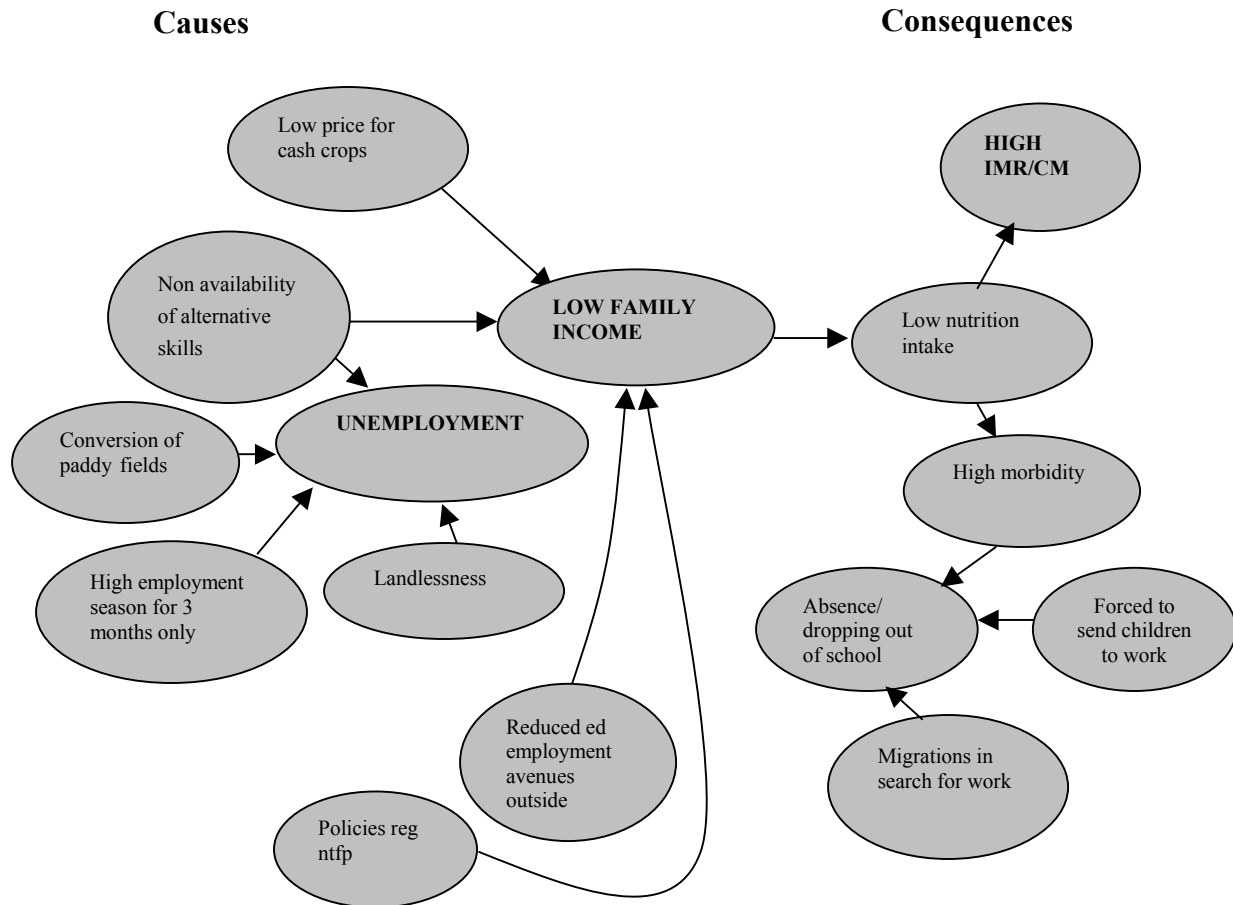 Causes
Consequences
Low price for
cash crops
HIGH
IMR/CM
Non availability
of alternative
skills
LOW FAMILY
INCOME
Low nutrition
intake
UNEMPLOYMENT
Conversion of
paddy fields
High morbidity
High employment
season for 3
months only
Landlessness
Absence/
dropping out
of school
Forced to
send children
to work
Reduced ed
employment
avenues
outside
Migrations in
search for work
Policies reg
ntfp